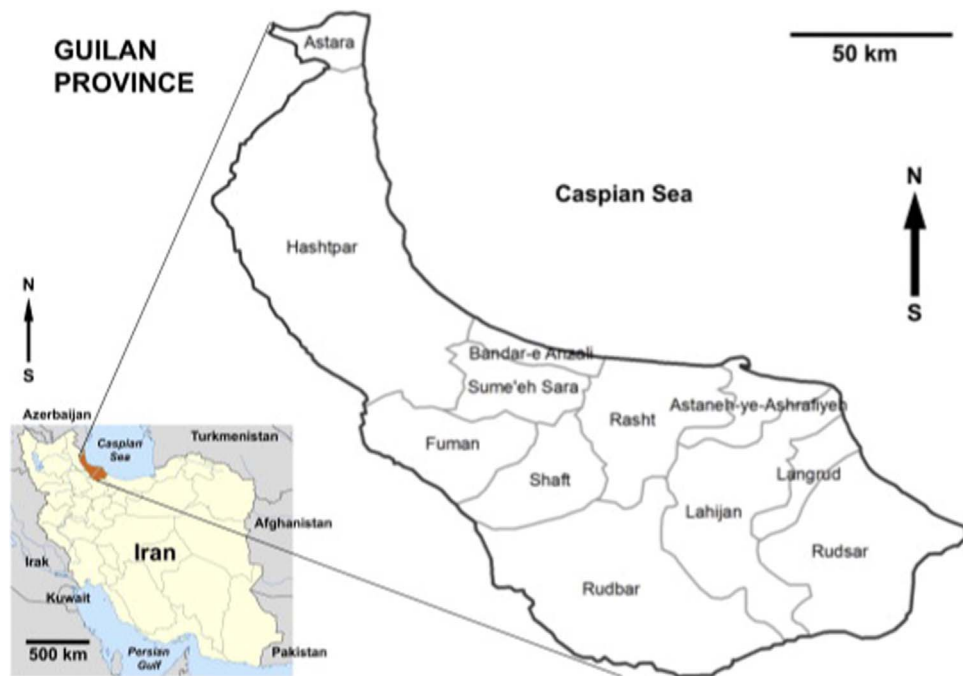 GUILAN
PROVINCE
Astara
50 km
Caspian Sea
N
S
Hashtpar
Bandar-e Anzali
Sume'eh Sara
Rasht
Astaneh-ye-Ashrafiyeh
Fuman
Shaft
Langrud
Lahijan
Rudsar
Rudbar
N
S
Azerbaijan
Caspian
Sea
Turkmenistan
Afghanistan
Iran
Irak
Kuwait
500 km
Persian
Gulf
Pakistan